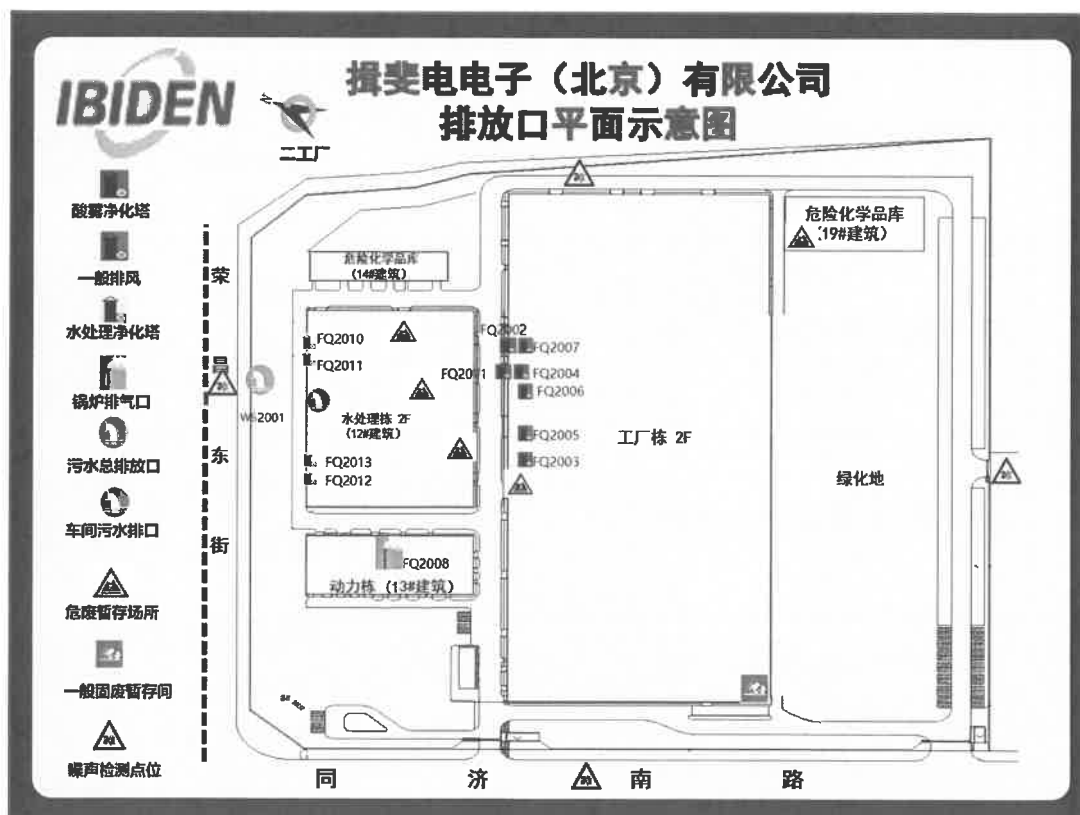 IBIDEN
揖斐电电子（北京）有限公司
排放口平面示意图
N
二工厂
酸雾净化塔
一般排风
水处理净化塔
锅炉排气口
污水总排放口
车间污水排口
危废暂存场所
一般固废暂存间
噪声检测点位
荣
昌
东
街
危险化学品库
(14#建筑)
危险化学品库
(19#建筑)
FQ2010
FQ2011
WS2001
水处理栋 2F
(12#建筑)
FQ2013
FQ2012
FQ2008
动力栋 (13#建筑)
FQ2002
FQ2007
FQ2001
FQ2004
FQ2006
FQ2005
FQ2003
工厂栋 2F
绿化地
同 济 南 路